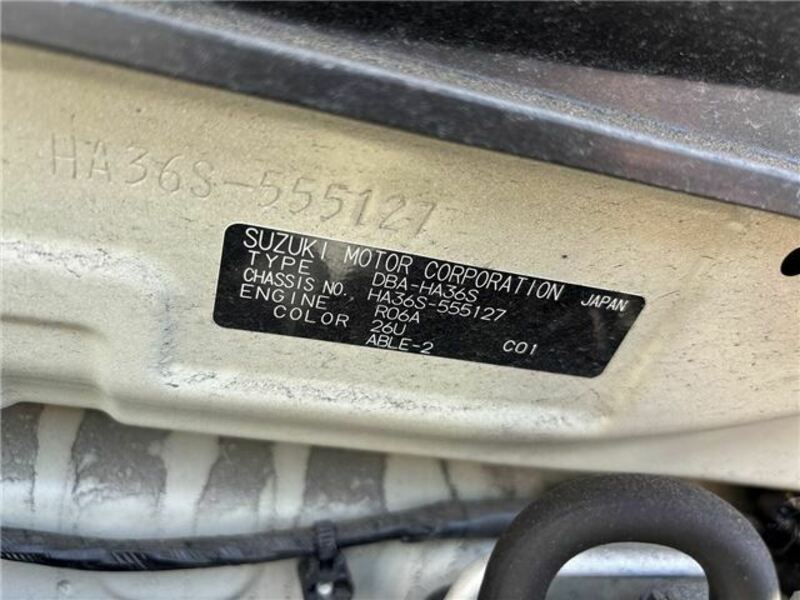 HA36S-555127
SUZUKI MOTOR CORPORATION JAPAN
TYPE DBA-HA36S
CHASSIS NO. HA36S-555127
ENGINE R06A
COLOR 26U
ABLE-2 C01